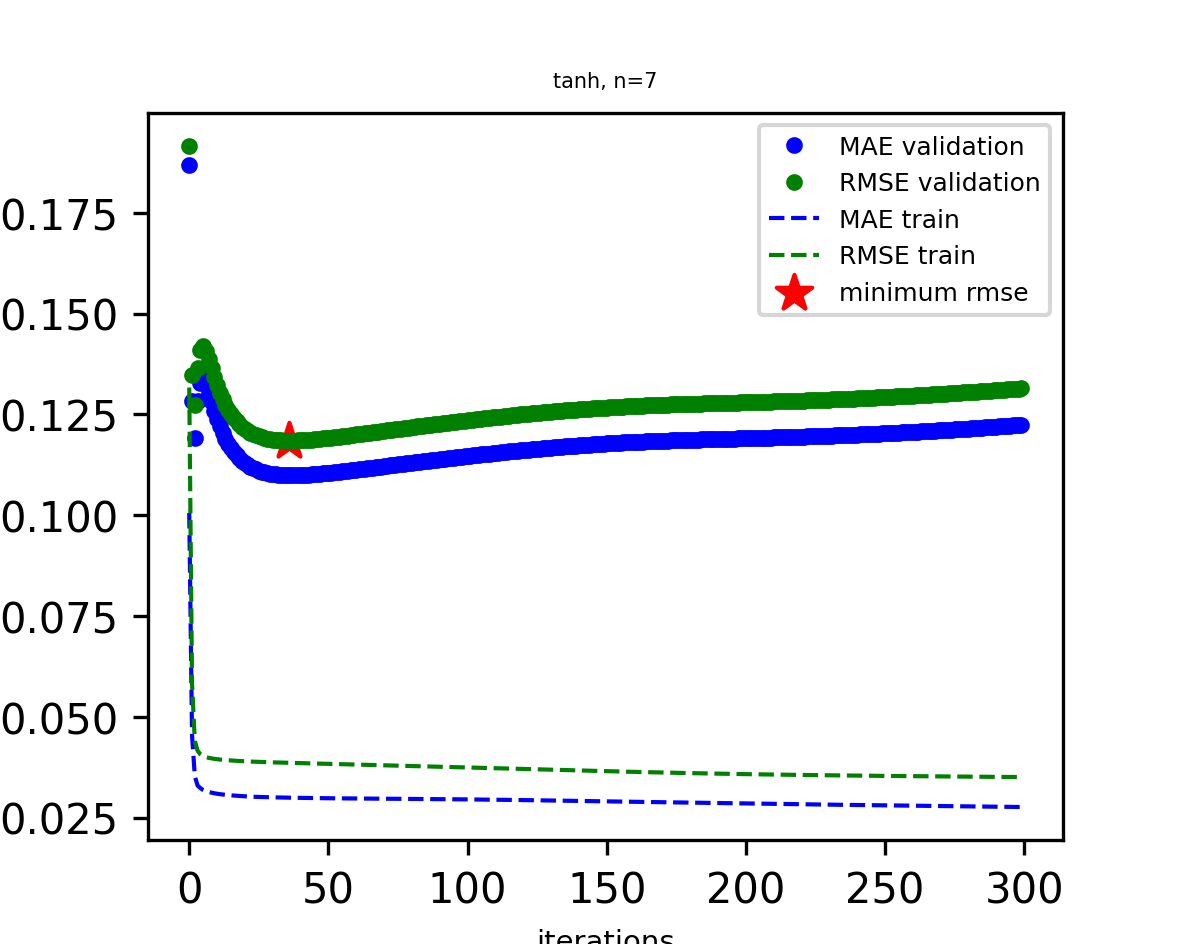 tanh, n=7
MAE validation
RMSE validation
MAE train
RMSE train
minimum rmse
0.175
0.150
0.125
0.100
0.075
0.050
0.025
0 50 100 150 200 250 300
iterations